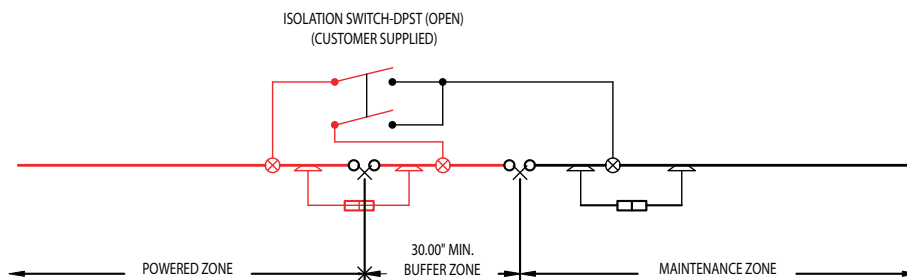 ISOLATION SWITCH-DPST (OPEN)
(CUSTOMER SUPPLIED)
POWERED ZONE
30.00" MIN.
BUFFER ZONE
MAINTENANCE ZONE